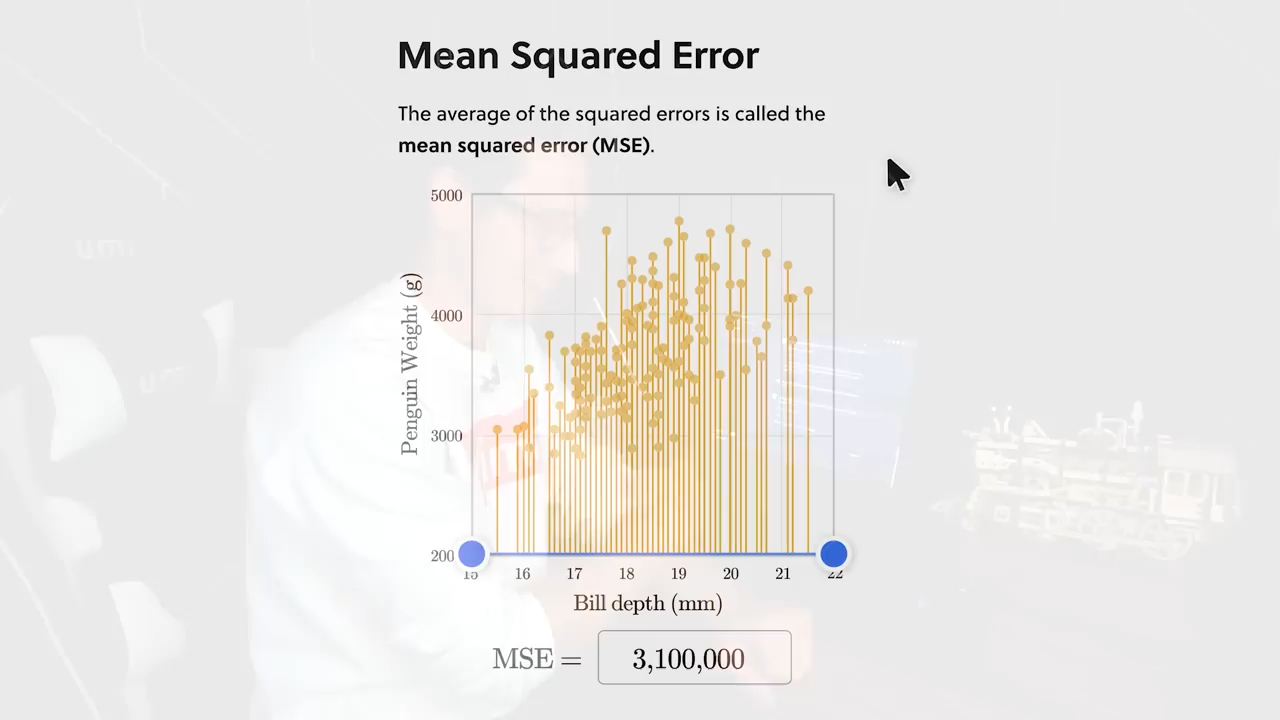 Mean Squared Error
The average of the squared errors is called the
mean squared error (MSE).
5000
4000
3000
200
Penguin Weight (g)
15 16 17 18 19 20 21 22
Bill depth (mm)
MSE = 3,100,000